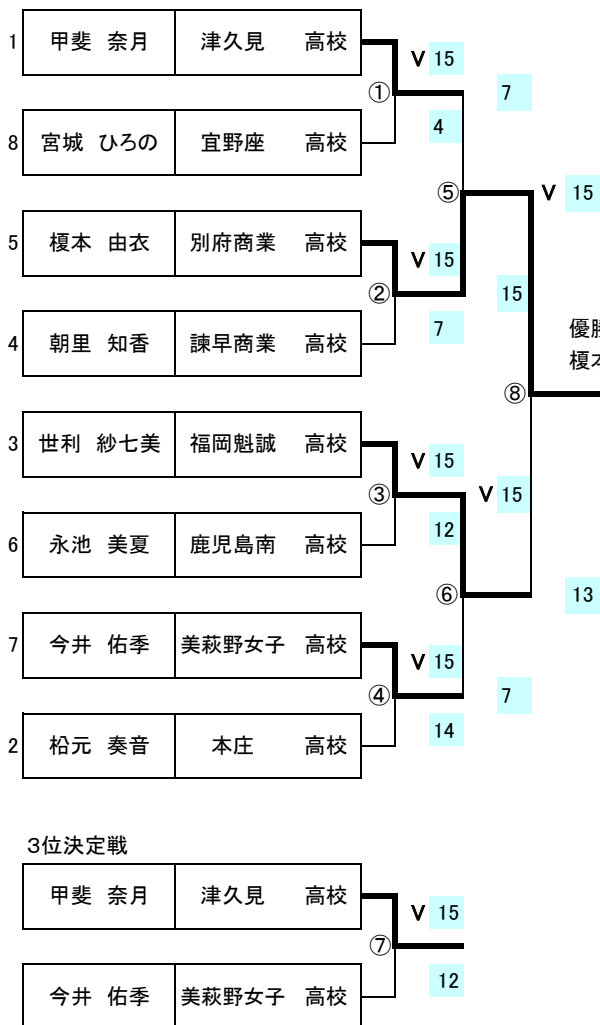 1 甲斐 奈月 津久見 高校
V 15
① 7
4
8 宮城 ひろの 宜野座 高校
⑤ V 15
5 榎本 由衣 別府商業 高校
V 15
② 15
7
4 朝里 知香 諫早商業 高校
優勝
榎本
⑧
3 世利 紗七美 福岡魁誠 高校
V 15
③ V 15
12
6 永池 美夏 鹿児島南 高校
⑥ 13
7 今井 佑季 美萩野女子 高校
V 15
④ 7
14
2 松元 奏音 本庄 高校
3位決定戦
甲斐 奈月 津久見 高校
V 15
⑦
12
今井 佑季 美萩野女子 高校